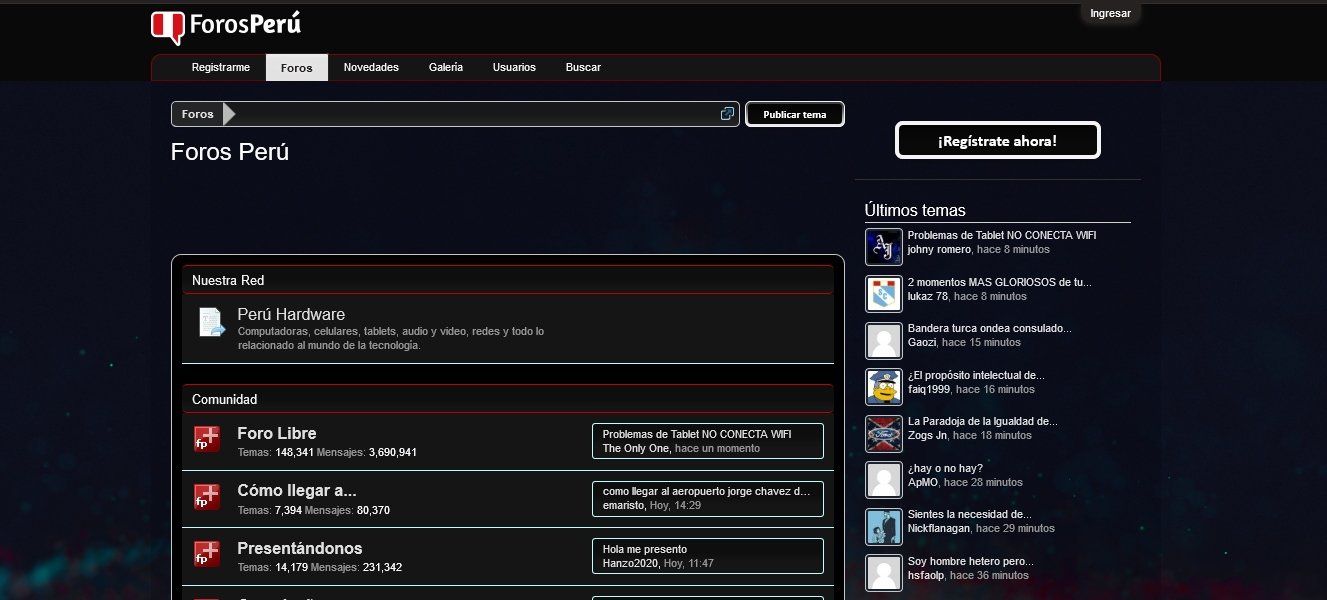 ForosPerú
Ingresar
Registrarme
Foros
Novedades
Galería
Usuarios
Buscar
Foros
Publicar tema
Foros Perú
Nuestra Red
Perú Hardware
Computadoras, celulares, tablets, audio y video, redes y todo lo
relacionado al mundo de la tecnología.
Comunidad
fp
Foro Libre
Temas: 148,341 Mensajes: 3,690,941
Problemas de Tablet NO CONECTA WIFI
The Only One, hace un momento
fp
Cómo llegar a...
Temas: 7,394 Mensajes: 80,370
como llegar al aeropuerto jorge chavez d...
emaristo, Hoy, 14:29
fp
Presentándonos
Temas: 14,179 Mensajes: 231,342
Hola me presento
Hanzo2020, Hoy, 11:47
¡Regístrate ahora!
Últimos temas
Problemas de Tablet NO CONECTA WIFI
johny romero, hace 8 minutos
2 momentos MAS GLORIOSOS de tu...
lukaz 78, hace 8 minutos
Bandera turca ondea consulado...
Gaozi, hace 15 minutos
¿El propósito intelectual de...
faiq1999, hace 16 minutos
La Paradoja de la Igualdad de...
Zogs Jn, hace 18 minutos
¿hay o no hay?
ApMO, hace 28 minutos
Sientes la necesidad de...
Nickflanagan, hace 29 minutos
Soy hombre hetero pero...
hsfaolp, hace 36 minutos